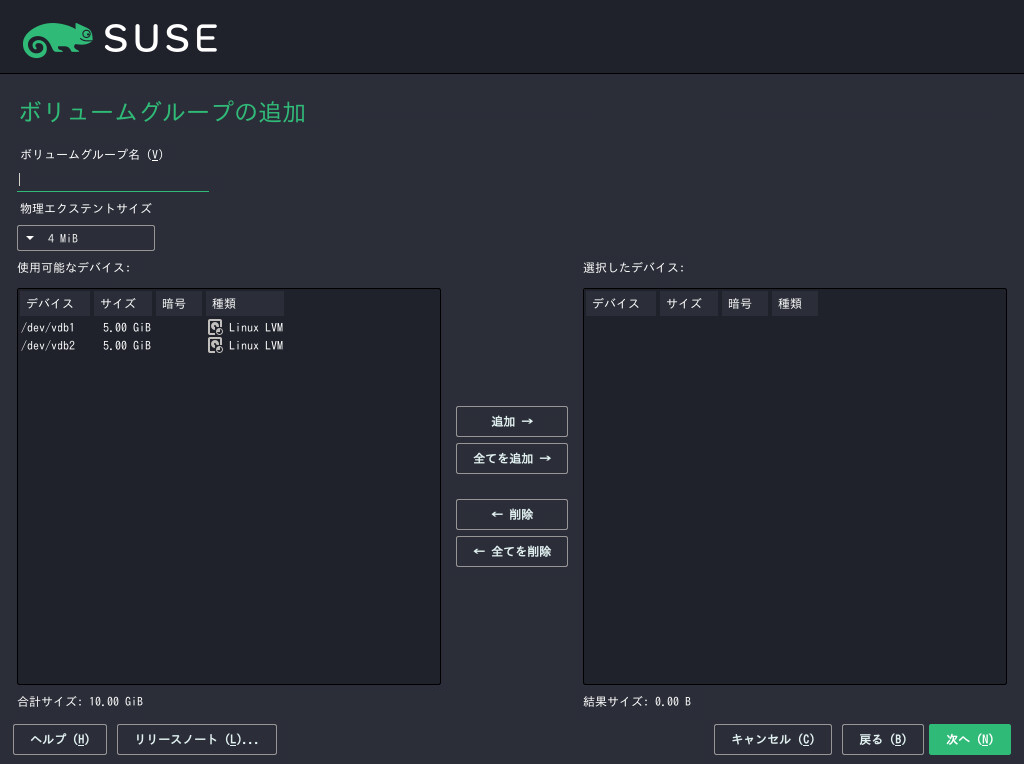 SUSE
ボリュームグループの追加
ボリュームグループ名 (V)
物理エクステントサイズ
4 MiB
使用可能なデバイス:
デバイス サイズ 暗号 種類
/dev/vdb1 5.00 GiB Linux LVM
/dev/vdb2 5.00 GiB Linux LVM
合計サイズ: 10.00 GiB
追加 →
全てを追加 →
← 削除
← 全てを削除
選択したデバイス:
デバイス サイズ 暗号 種類
結果サイズ: 0.00 B
ヘルプ (H) リリースノート (L)... キャンセル (C) 戻る (B) 次へ (N)